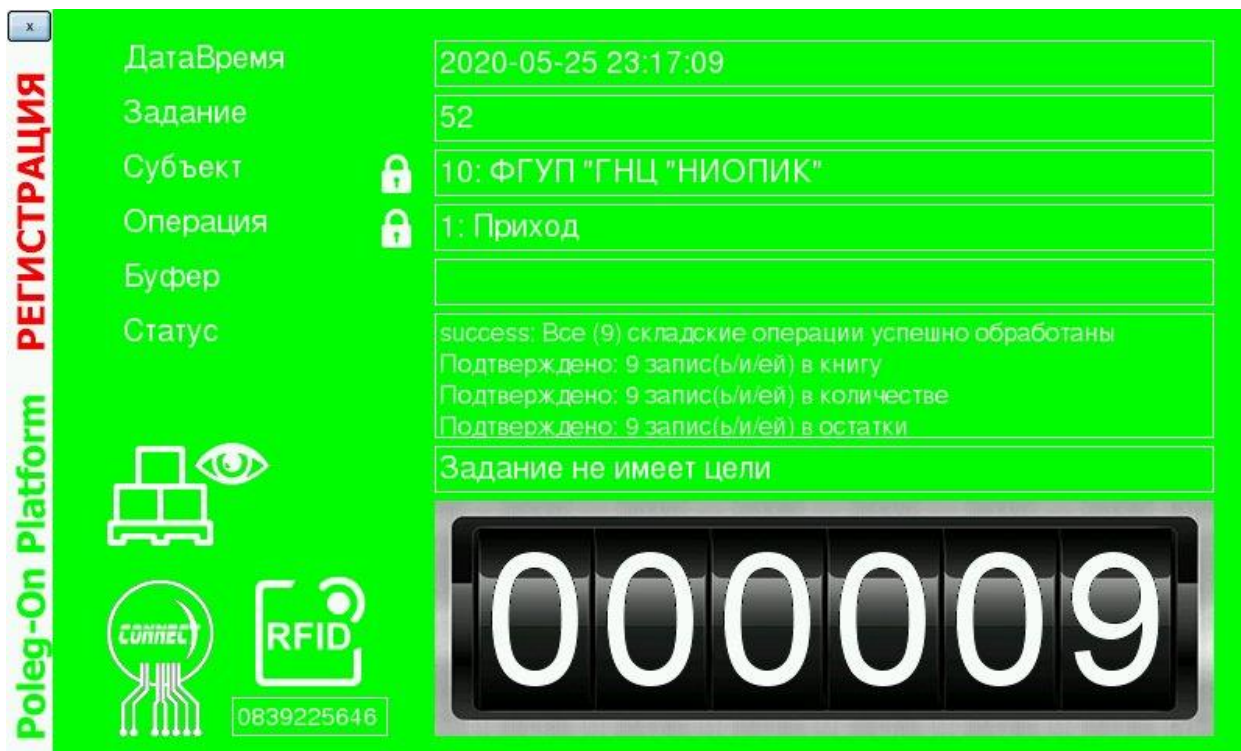 x
Poleg-On Platform РЕГИСТРАЦИЯ
ДатаВремя 2020-05-25 23:17:09
Задание 52
Субъект 10: ФГУП "ГНЦ "НИОПИК"
Операция 1: Приход
Буфер
Статус success: Все (9) складские операции успешно обработаны
Подтверждено: 9 запис(ь/и/ей) в книгу
Подтверждено: 9 запис(ь/и/ей) в количестве
Подтверждено: 9 запис(ь/и/ей) в остатки
Задание не имеет цели
000009
CONNECT
RFID
0839225646